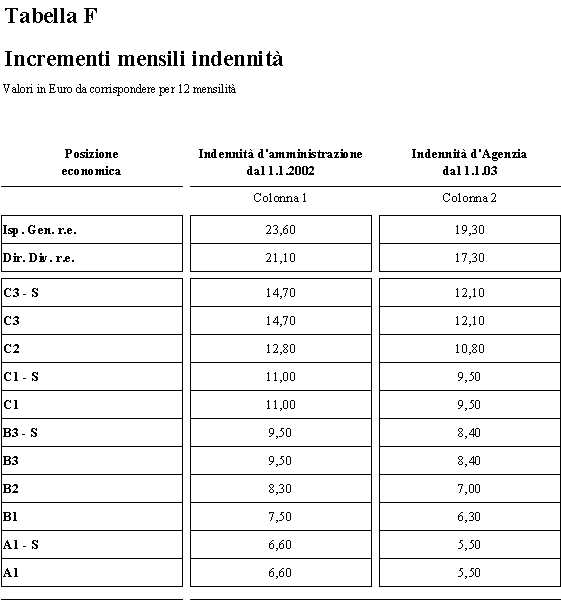 Tabella F
Incrementi mensili indennità
Valori in Euro da corrispondere per 12 mensilità
Posizione economica Indennità d'amministrazione dal 1.1.2002 Indennità d'Agenzia dal 1.1.03
Colonna 1 Colonna 2
Isp. Gen. r.e. 23,60 19,30
Dir. Div. r.e. 21,10 17,30
C3 - S 14,70 12,10
C3 14,70 12,10
C2 12,80 10,80
C1 - S 11,00 9,50
C1 11,00 9,50
B3 - S 9,50 8,40
B3 9,50 8,40
B2 8,30 7,00
B1 7,50 6,30
A1 - S 6,60 5,50
A1 6,60 5,50